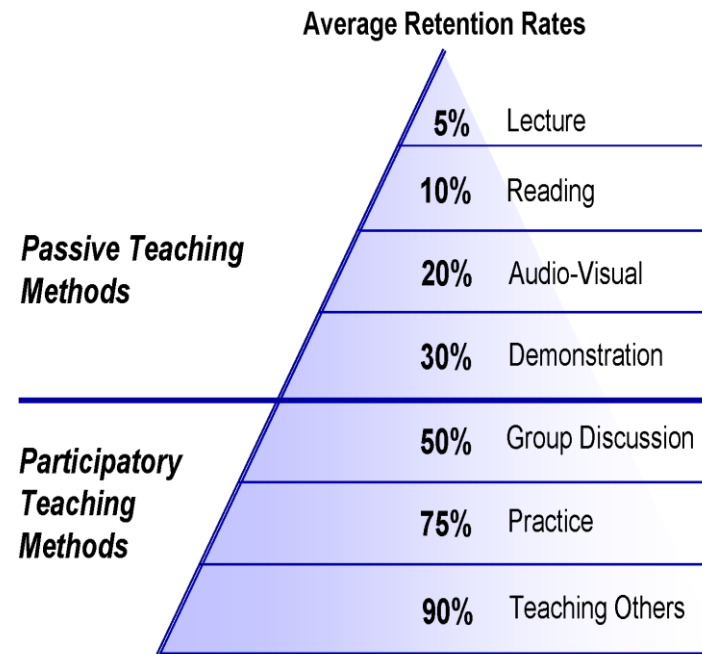 Average Retention Rates
5% Lecture
10% Reading
Passive Teaching
Methods
20% Audio-Visual
30% Demonstration
50% Group Discussion
Participatory
Teaching
Methods
75% Practice
90% Teaching Others